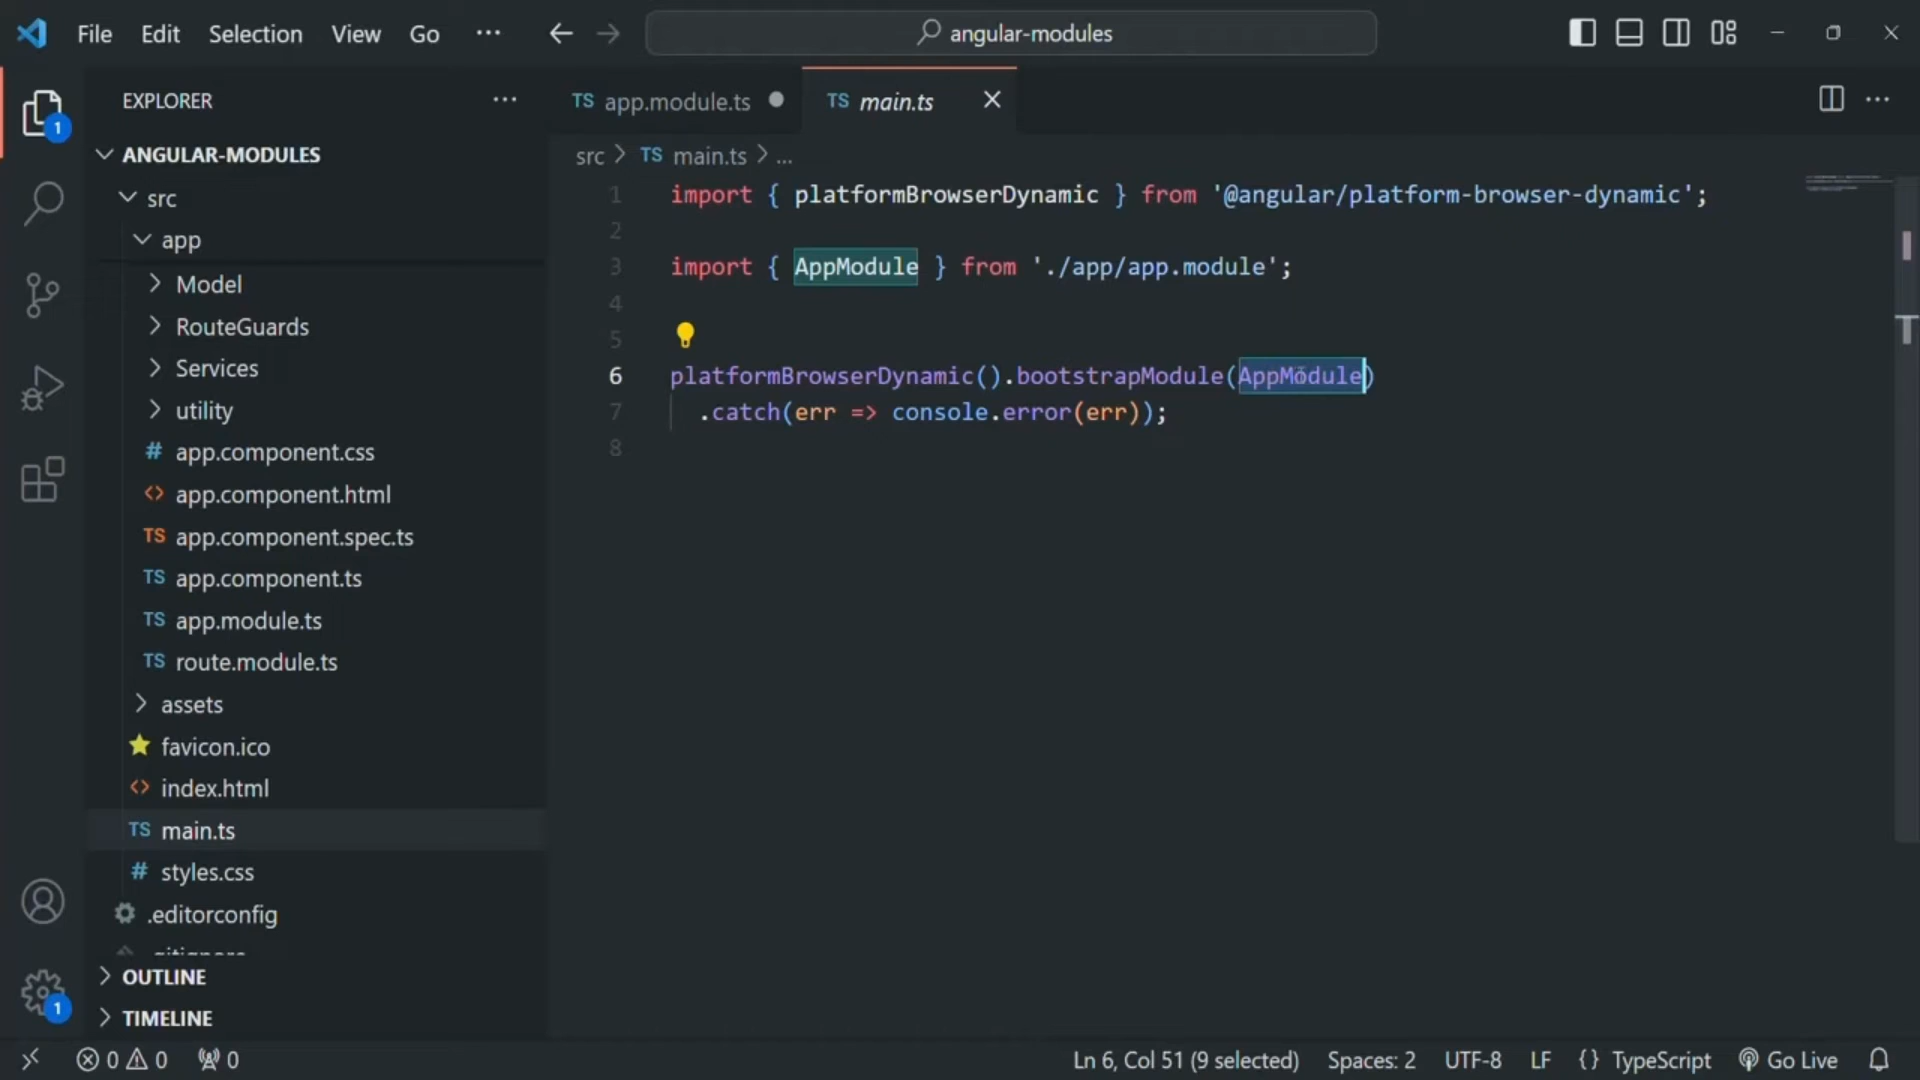 File Edit Selection View Go ··· angular-modules
EXPLORER ···
ANGULAR-MODULES
src
app
Model
RouteGuards
Services
utility
# app.component.css
<> app.component.html
TS app.component.spec.ts
TS app.component.ts
TS app.module.ts
TS route.module.ts
assets
favicon.ico
<> index.html
TS main.ts
# styles.css
.editorconfig
.gitignore
OUTLINE
TIMELINE
TS app.module.ts TS main.ts
src > TS main.ts > ...
1 import { platformBrowserDynamic } from '@angular/platform-browser-dynamic';
2
3 import { AppModule } from './app/app.module';
4
5
6 platformBrowserDynamic().bootstrapModule(AppModule)
7 .catch(err => console.error(err));
8
1
1
0 0 0 Ln 6, Col 51 (9 selected) Spaces: 2 UTF-8 LF {} TypeScript Go Live